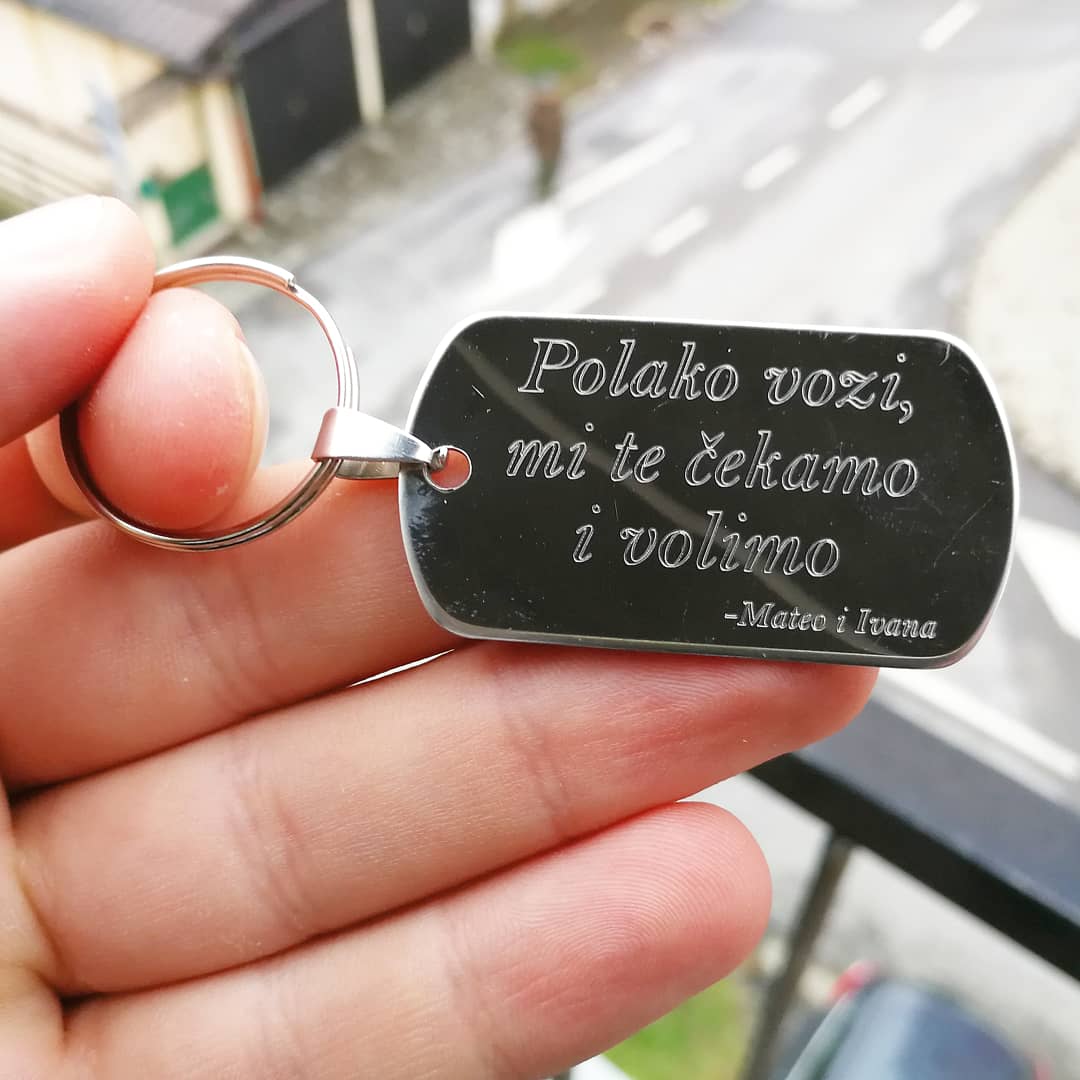 Polako vozi,
mi te čekamo
i volimo
-Mateo i Ivana